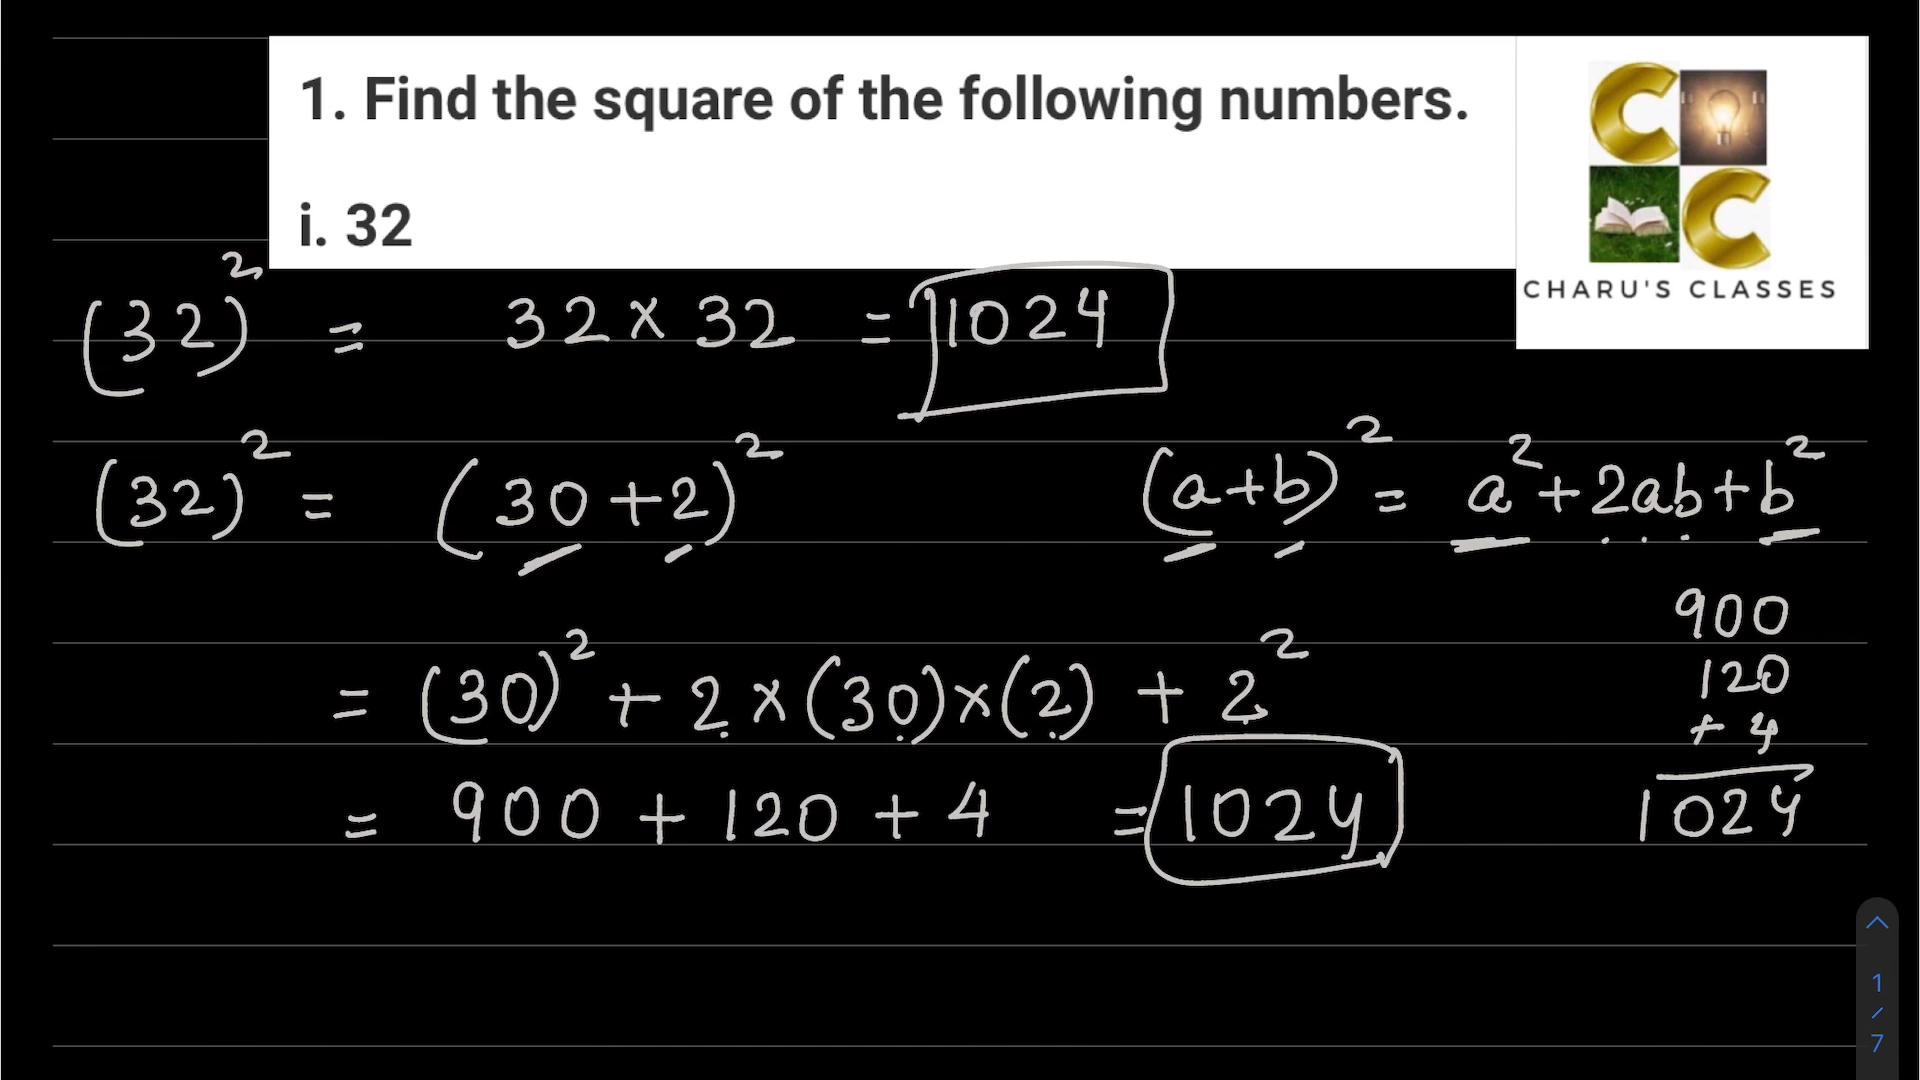 1. Find the square of the following numbers.
i. 32
CHARU'S CLASSES
(32)² = 32 × 32 = 1024
(32)² = (30+2)²
(a+b)² = a²+2ab+b²
= (30)² + 2×(30)×(2) + 2²
= 900 + 120 + 4 = 1024
900
120
+ 4
1024
1
/
7